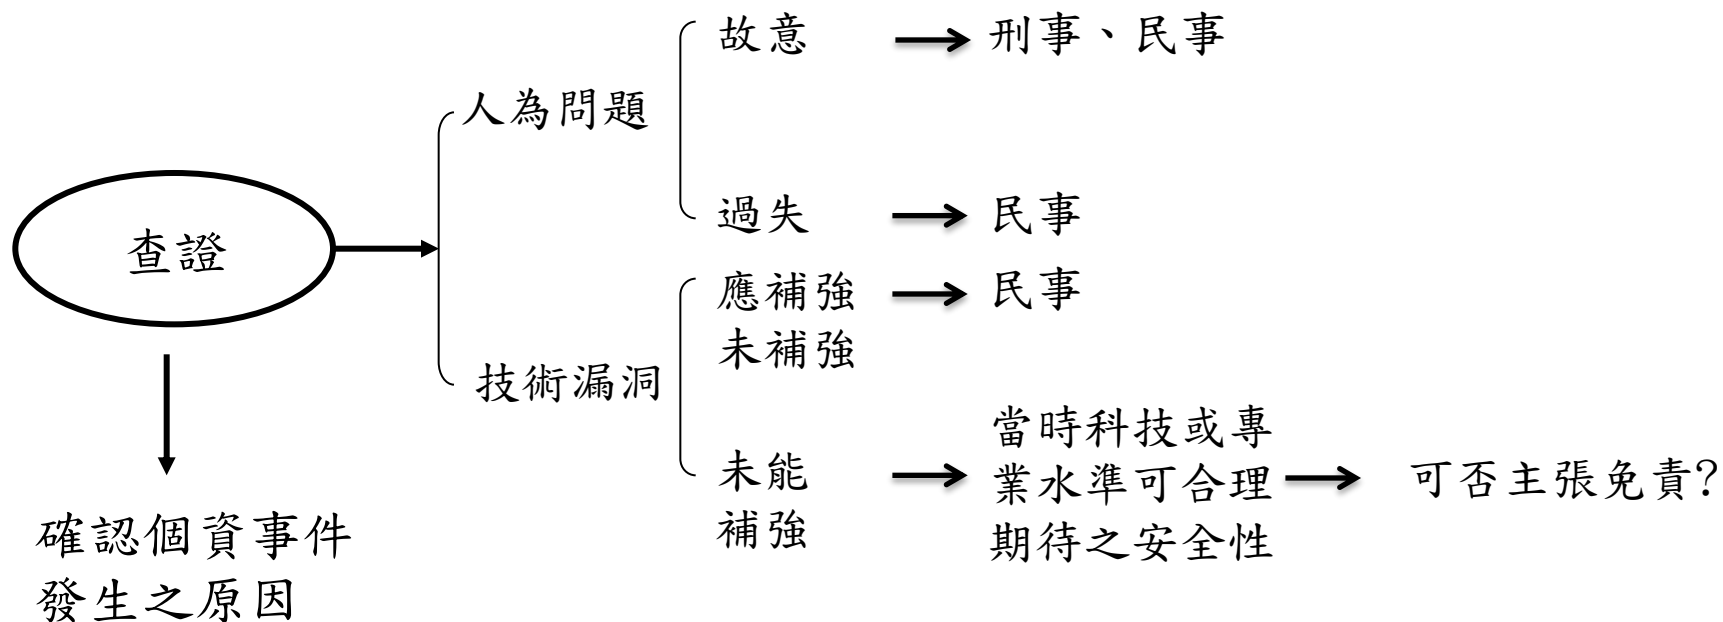 故意
刑事、民事
人為問題
過失
民事
查證
應補強
未補強
民事
技術漏洞
未能
補強
當時科技或專
業水準可合理
期待之安全性
可否主張免責?
確認個資事件
發生之原因